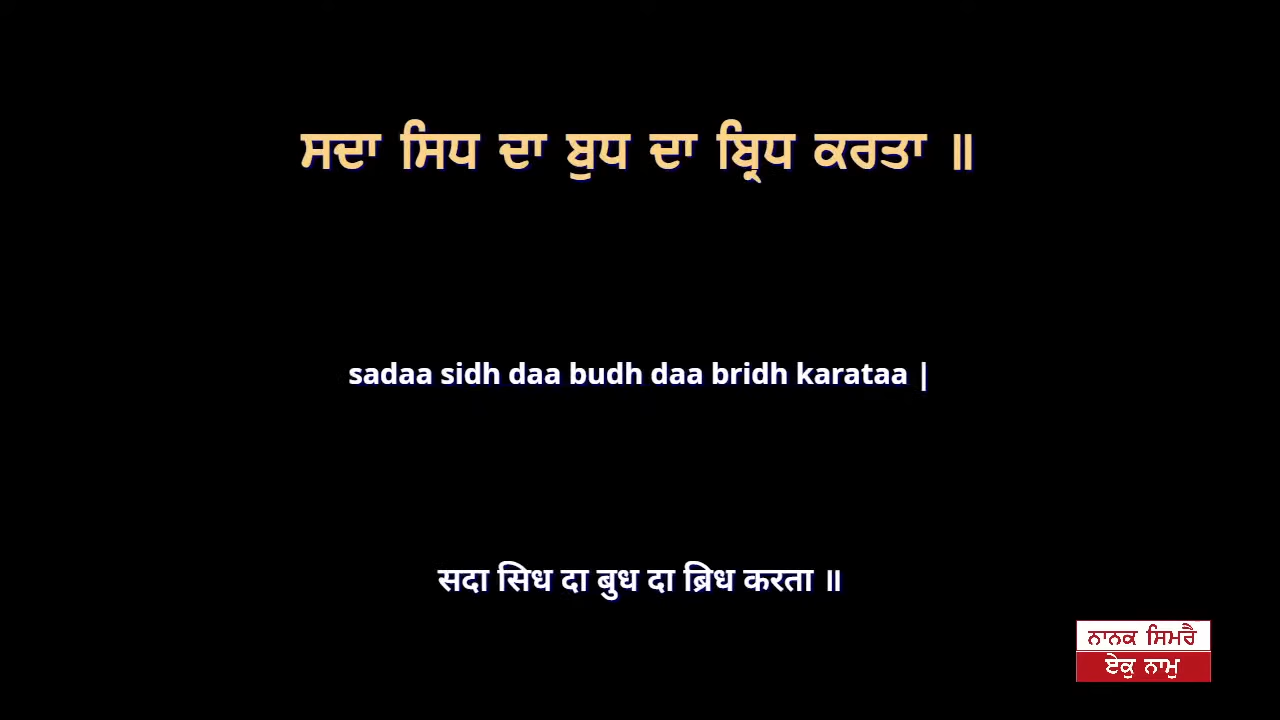 ਸਦਾ ਸਿਧ ਦਾ ਬੁਧ ਦਾ ਬ੍ਰਿਧ ਕਰਤਾ ॥
sadaa sidh daa budh daa bridh karataa |
सदा सिध दा बुध दा ब्रिध करता ॥
ਨਾਨਕ ਸਿਮਰੈ
ਏਕੁ ਨਾਮੁ